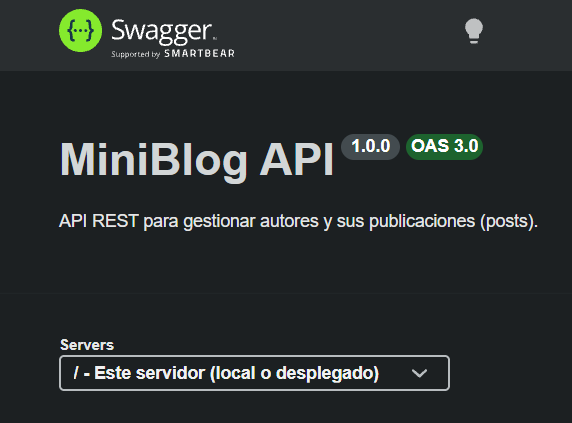 {···} Swagger
Supported by SMARTBEAR
MiniBlog API 1.0.0 OAS 3.0
API REST para gestionar autores y sus publicaciones (posts).
Servers
/ - Este servidor (local o desplegado)